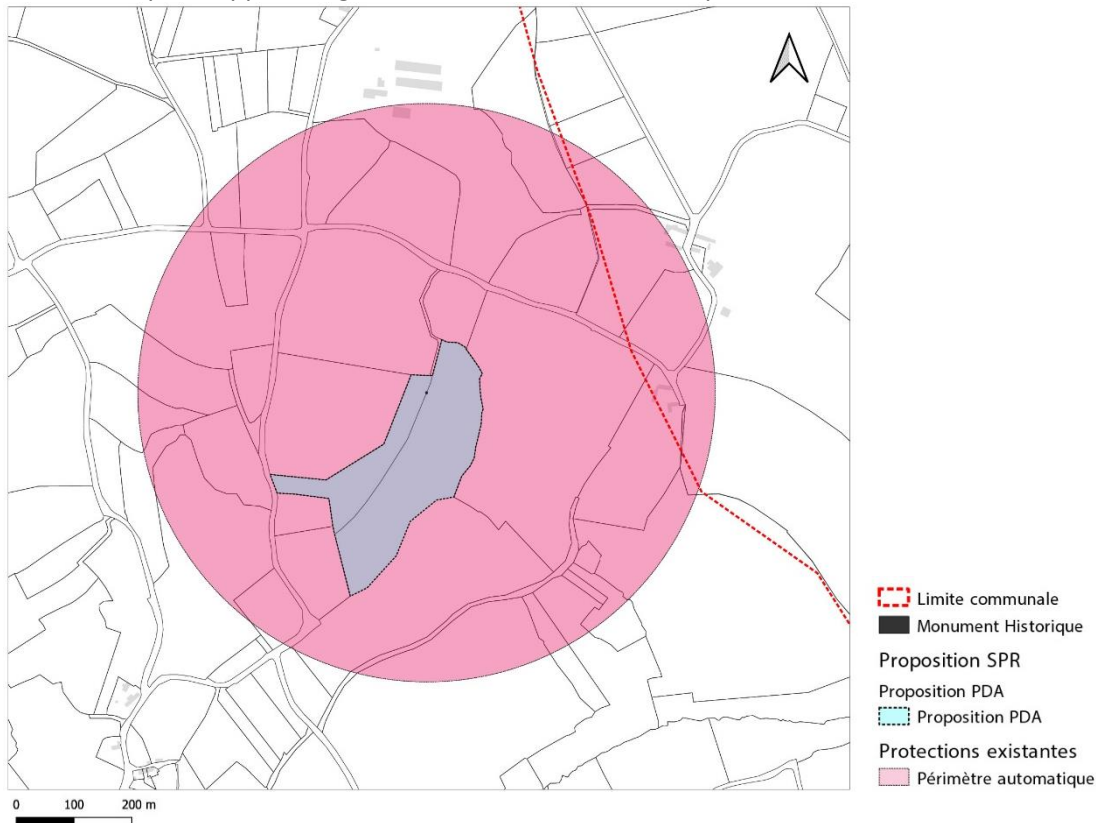 Limite communale
Monument Historique
Proposition SPR
Proposition PDA
Proposition PDA
Protections existantes
Périmètre automatique
0 100 200 m